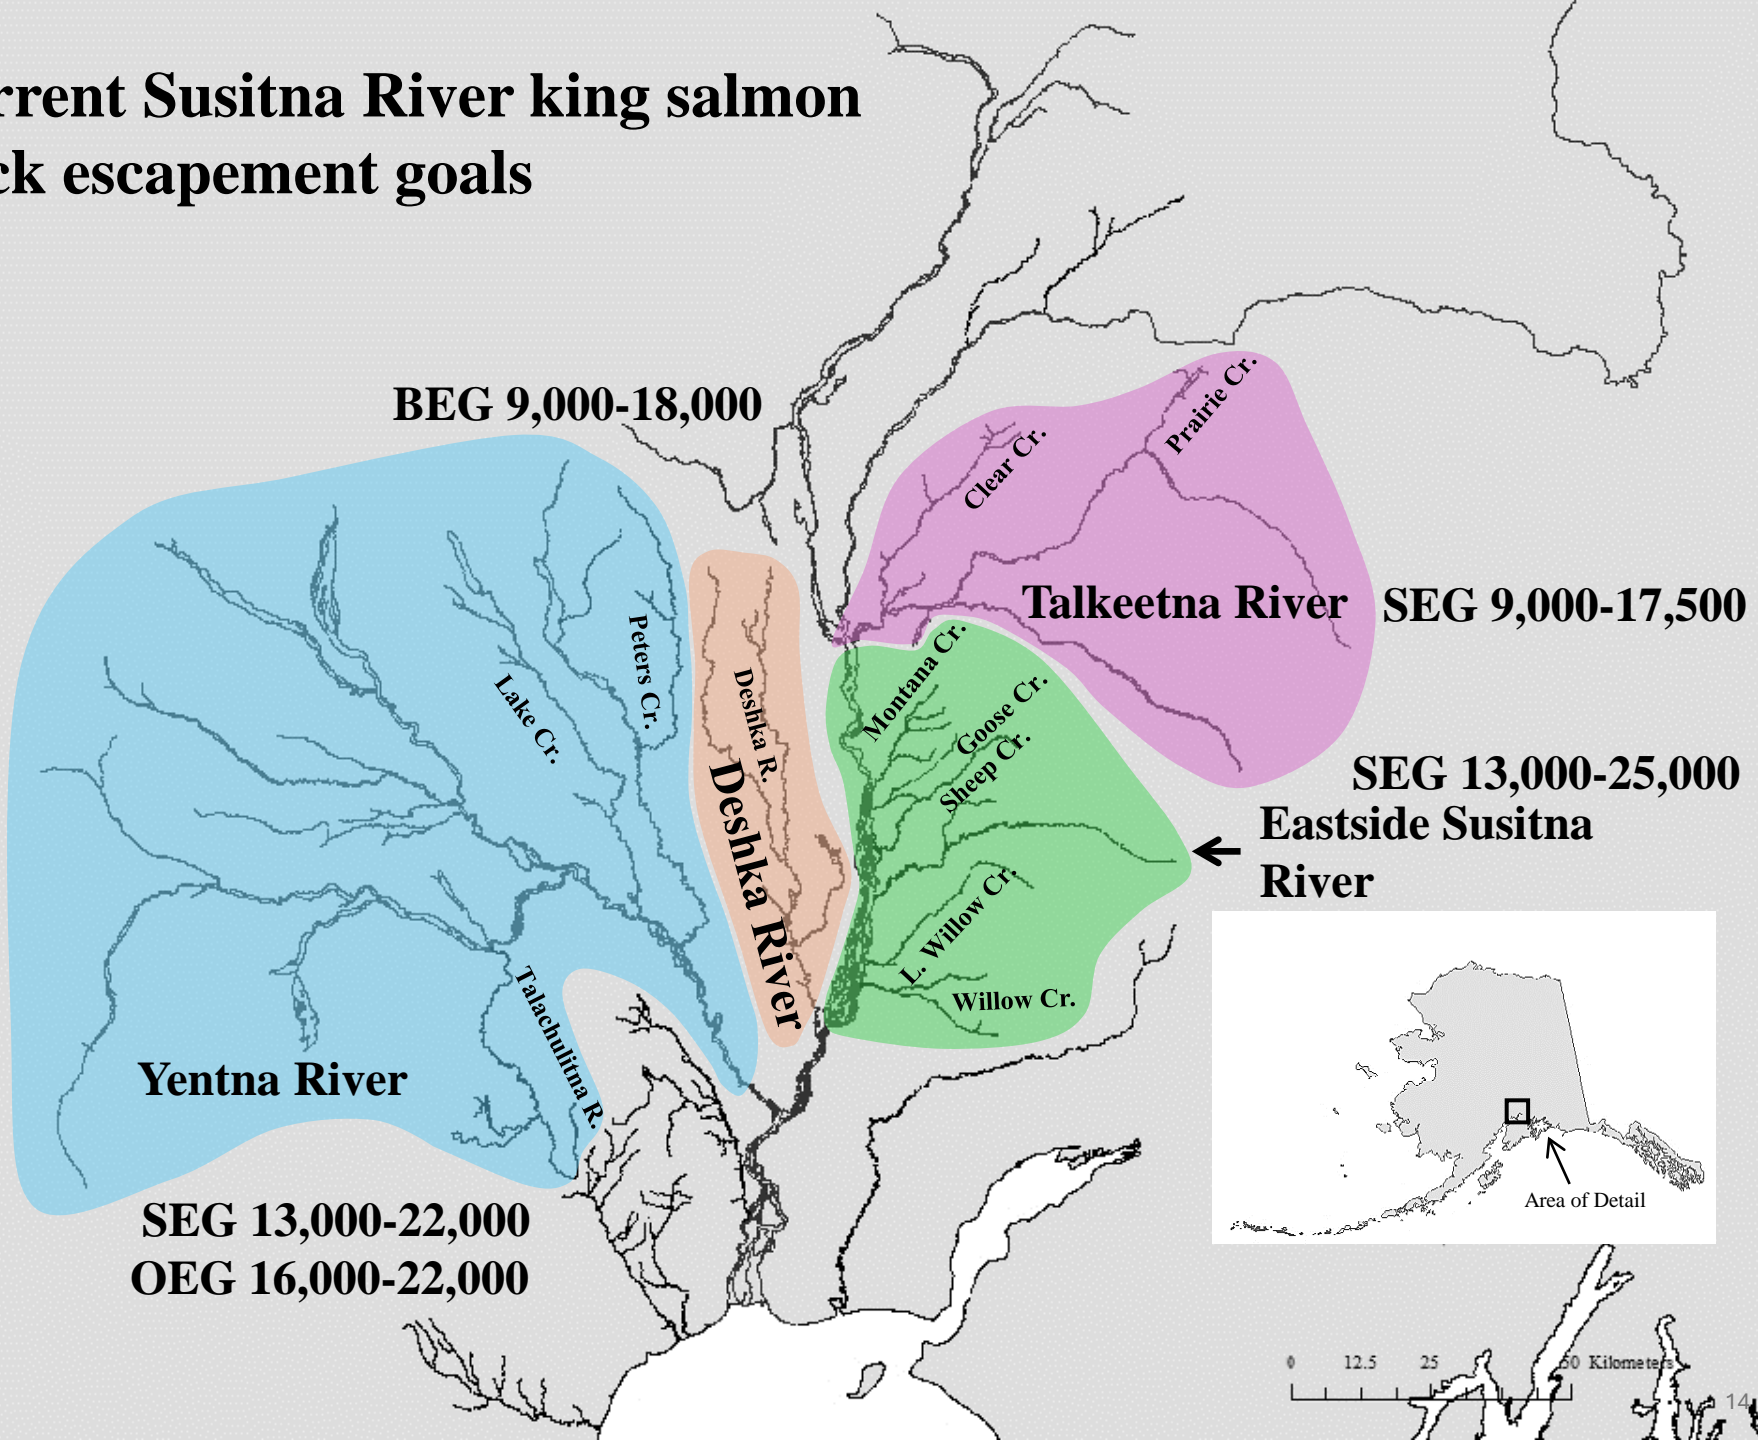 rrent Susitna River king salmon
ck escapement goals
BEG 9,000-18,000
Prairie Cr.
Clear Cr.
Talkeetna River
SEG 9,000-17,500
Peters Cr.
Lake Cr.
Deshka R.
Deshka River
Montana Cr.
Goose Cr.
Sheep Cr.
SEG 13,000-25,000
Eastside Susitna
River
L. Willow Cr.
Willow Cr.
Talachulitna R.
Yentna River
SEG 13,000-22,000
OEG 16,000-22,000
Area of Detail
0 12.5 25 50 Kilometers
14